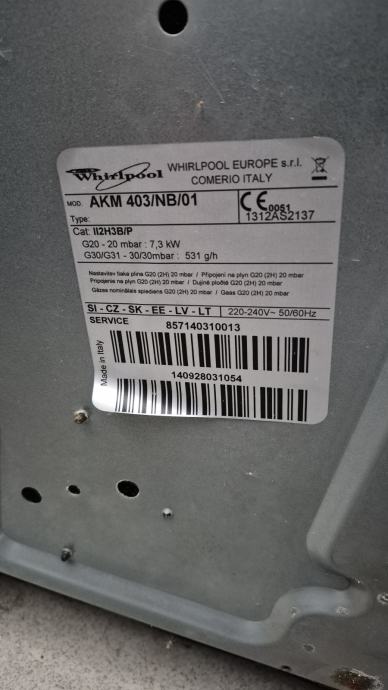 Whirlpool
WHIRLPOOL EUROPE s.r.l.
COMERIO ITALY
MOD. AKM 403/NB/01
Type:
CE 0051
1312AS2137
Cat: II2H3B/P
G20 - 20 mbar : 7,3 kW
G30/G31 - 30/30mbar : 531 g/h
Nastavitev tlaka plina G20 (2H) 20 mbar / Připojení na plyn G20 (2H) 20 mbar
Pripojenie na plyn G20 (2H) 20 mbar / Dujinė plokštė G20 (2H) 20 mbar
Gāzes nominālais spiediens G20 (2H) 20 mbar / Gaas G20 (2H) 20 mbar
SI - CZ - SK - EE - LV - LT
220-240V~ 50/60Hz
SERVICE 857140310013
Made in Italy
140928031054